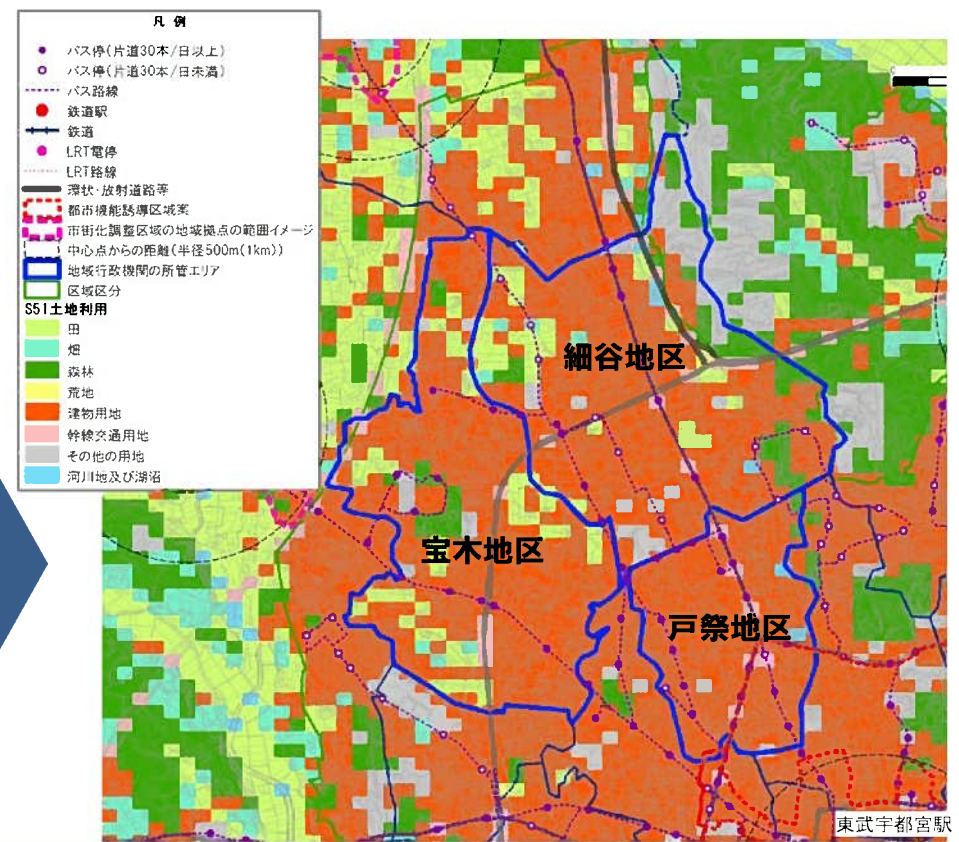 凡 例
バス停(片道30本/日以上)
バス停(片道30本/日未満)
バス路線
鉄道駅
鉄道
LRT電停
LRT路線
環状・放射道路等
都市機能誘導区域案
市街化調整区域の地域拠点の範囲イメージ
中心点からの距離(半径500m(1km))
地域行政機関の所管エリア
区域区分
S51土地利用
田
畑
森林
荒地
建物用地
幹線交通用地
その他の用地
河川地及び湖沼
細谷地区
宝木地区
戸祭地区
東武宇都宮駅